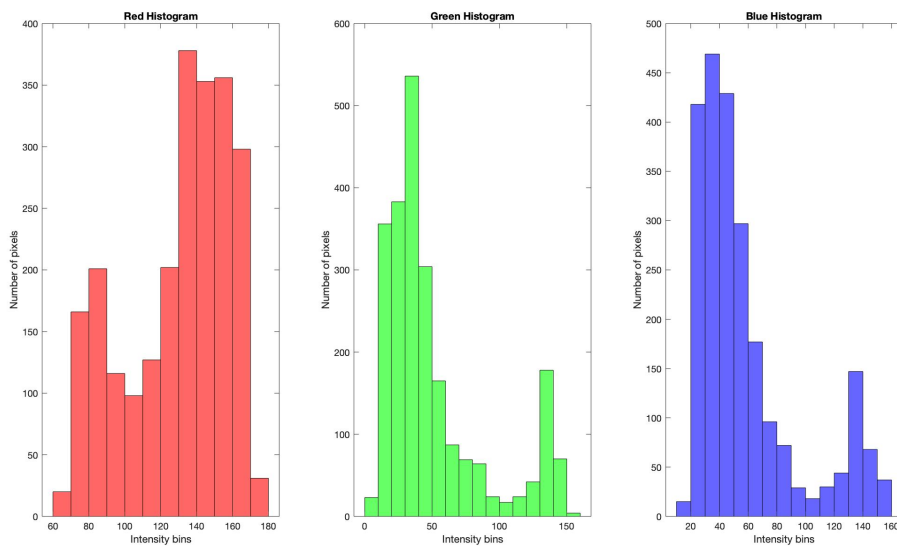 Red Histogram
400
350
300
250
200
150
100
50
0
Number of pixels
60 80 100 120 140 160 180
Intensity bins
Green Histogram
600
500
400
300
200
100
0
Number of pixels
0 50 100 150
Intensity bins
Blue Histogram
500
450
400
350
300
250
200
150
100
50
0
Number of pixels
20 40 60 80 100 120 140 160
Intensity bins